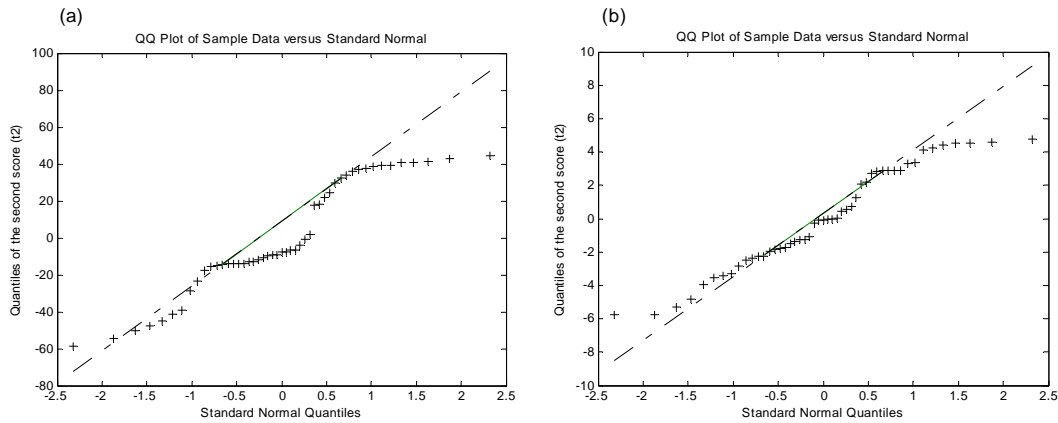 (a)
QQ Plot of Sample Data versus Standard Normal
Quantiles of the second score (t2)
100
80
60
40
20
0
-20
-40
-60
-80
-2.5 -2 -1.5 -1 -0.5 0 0.5 1 1.5 2 2.5
Standard Normal Quantiles
(b)
QQ Plot of Sample Data versus Standard Normal
Quantiles of the second score (t2)
10
8
6
4
2
0
-2
-4
-6
-8
-10
-2.5 -2 -1.5 -1 -0.5 0 0.5 1 1.5 2 2.5
Standard Normal Quantiles